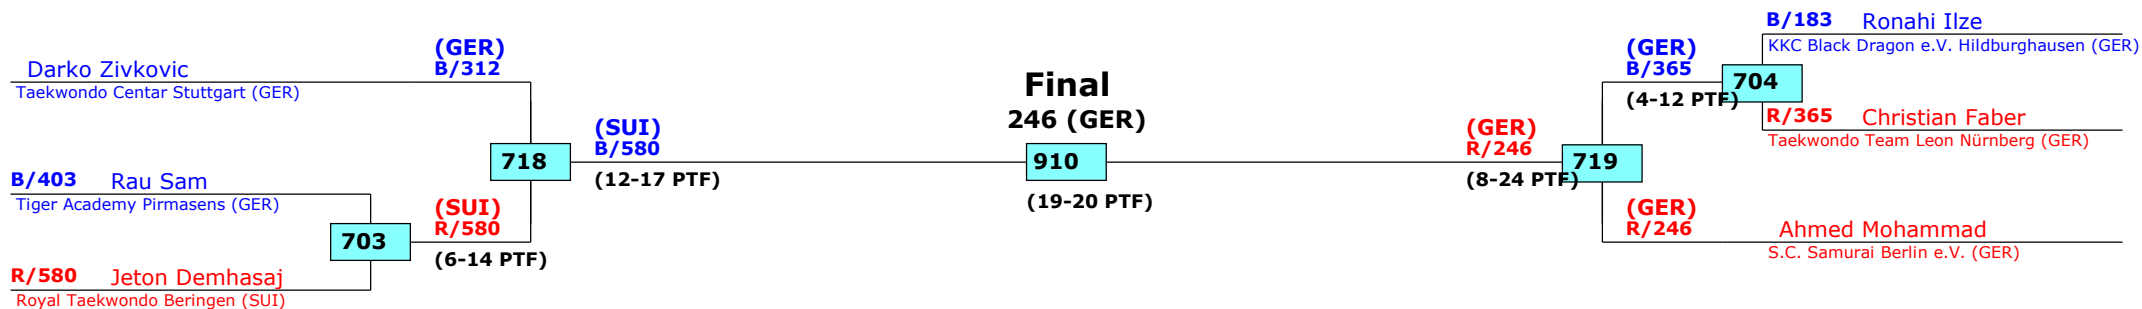 Darko Zivkovic
Taekwondo Centar Stuttgart (GER)
(GER)
B/312
B/403 Rau Sam
Tiger Academy Pirmasens (GER)
703
R/580 Jeton Demhasaj
Royal Taekwondo Beringen (SUI)
(SUI)
R/580
(6-14 PTF)
718
(SUI)
B/580
(12-17 PTF)
Final
246 (GER)
910
(19-20 PTF)
(GER)
R/246
(8-24 PTF)
719
(GER)
B/365
(4-12 PTF)
704
B/183 Ronahi Ilze
KKC Black Dragon e.V. Hildburghausen (GER)
R/365 Christian Faber
Taekwondo Team Leon Nürnberg (GER)
(GER)
R/246
Ahmed Mohammad
S.C. Samurai Berlin e.V. (GER)